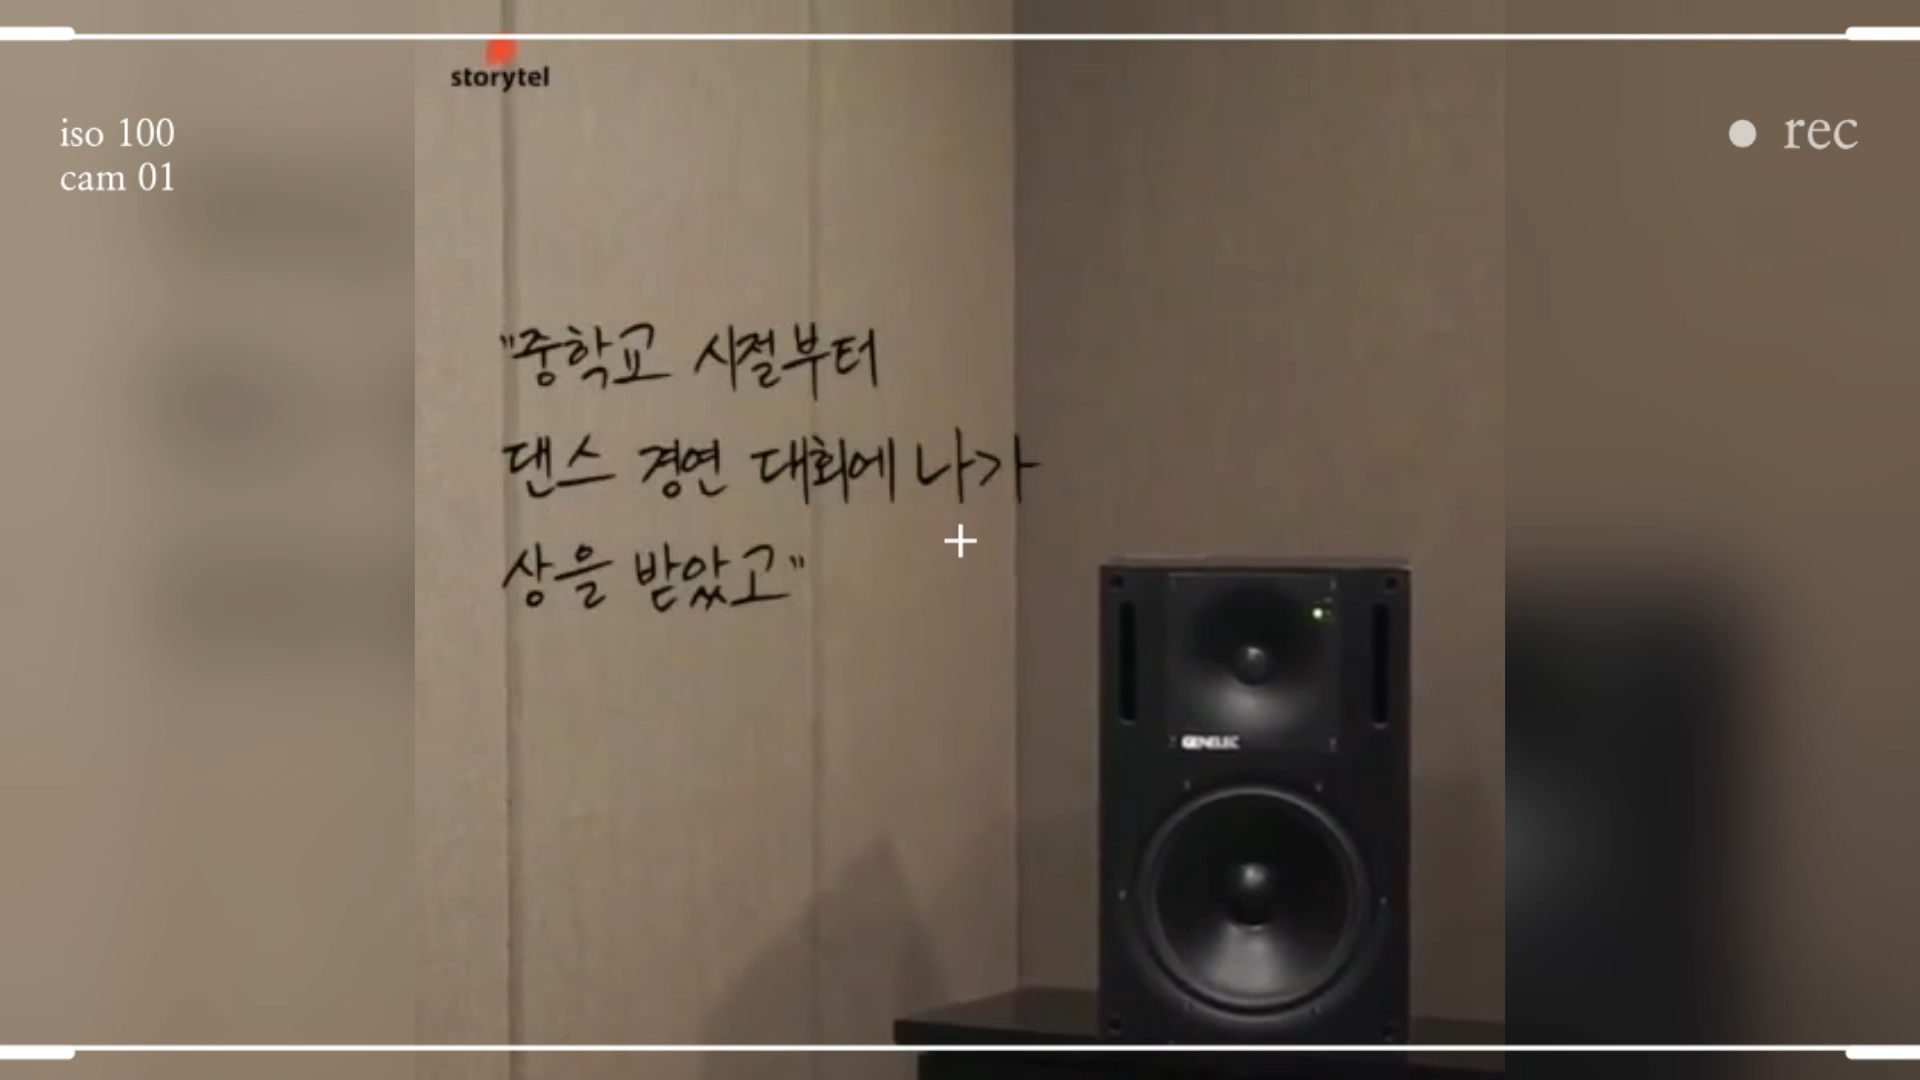 storytel
iso 100
cam 01
rec
"중학교 시절부터
댄스 경연 대회에 나가
상을 받았고"
GENELEC